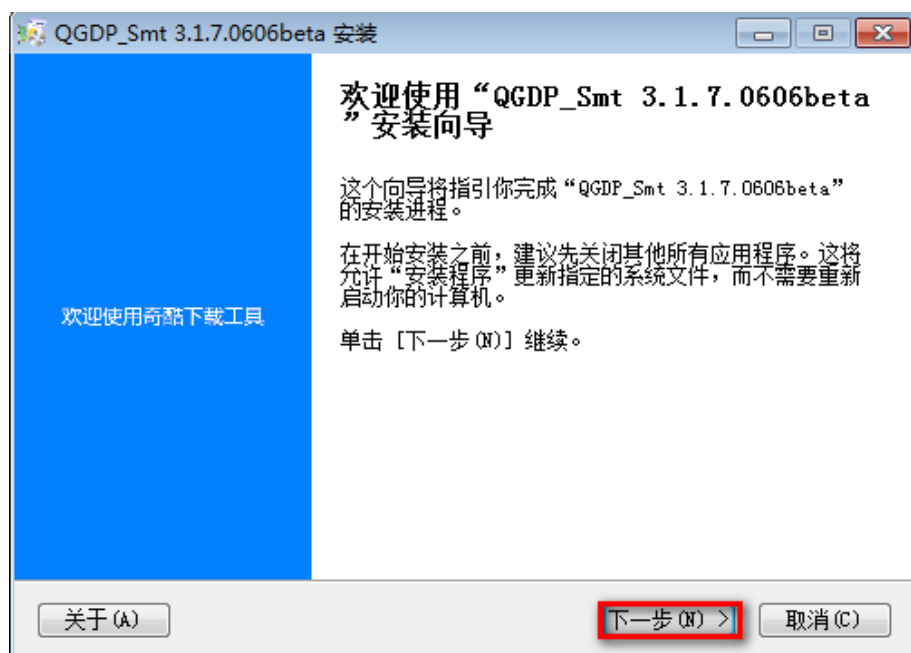 QGDP_Smt 3.1.7.0606beta 安装
欢迎使用“QGDP_Smt 3.1.7.0606beta
”安装向导
这个向导将指引你完成“QGDP_Smt 3.1.7.0606beta”
的安装进程。
在开始安装之前，建议先关闭其他所有应用程序。这将
允许“安装程序”更新指定的系统文件，而不需要重新
启动你的计算机。
欢迎使用奇酷下载工具
单击 [下一步(N)] 继续。
关于(A)
下一步(N) >
取消(C)